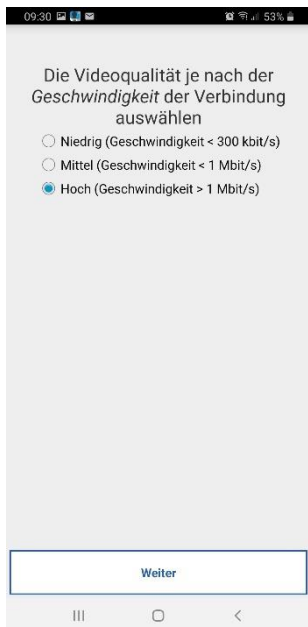 09:30 53%
Die Videoqualität je nach der
Geschwindigkeit der Verbindung
auswählen
Niedrig (Geschwindigkeit < 300 kbit/s)
Mittel (Geschwindigkeit < 1 Mbit/s)
Hoch (Geschwindigkeit > 1 Mbit/s)
Weiter